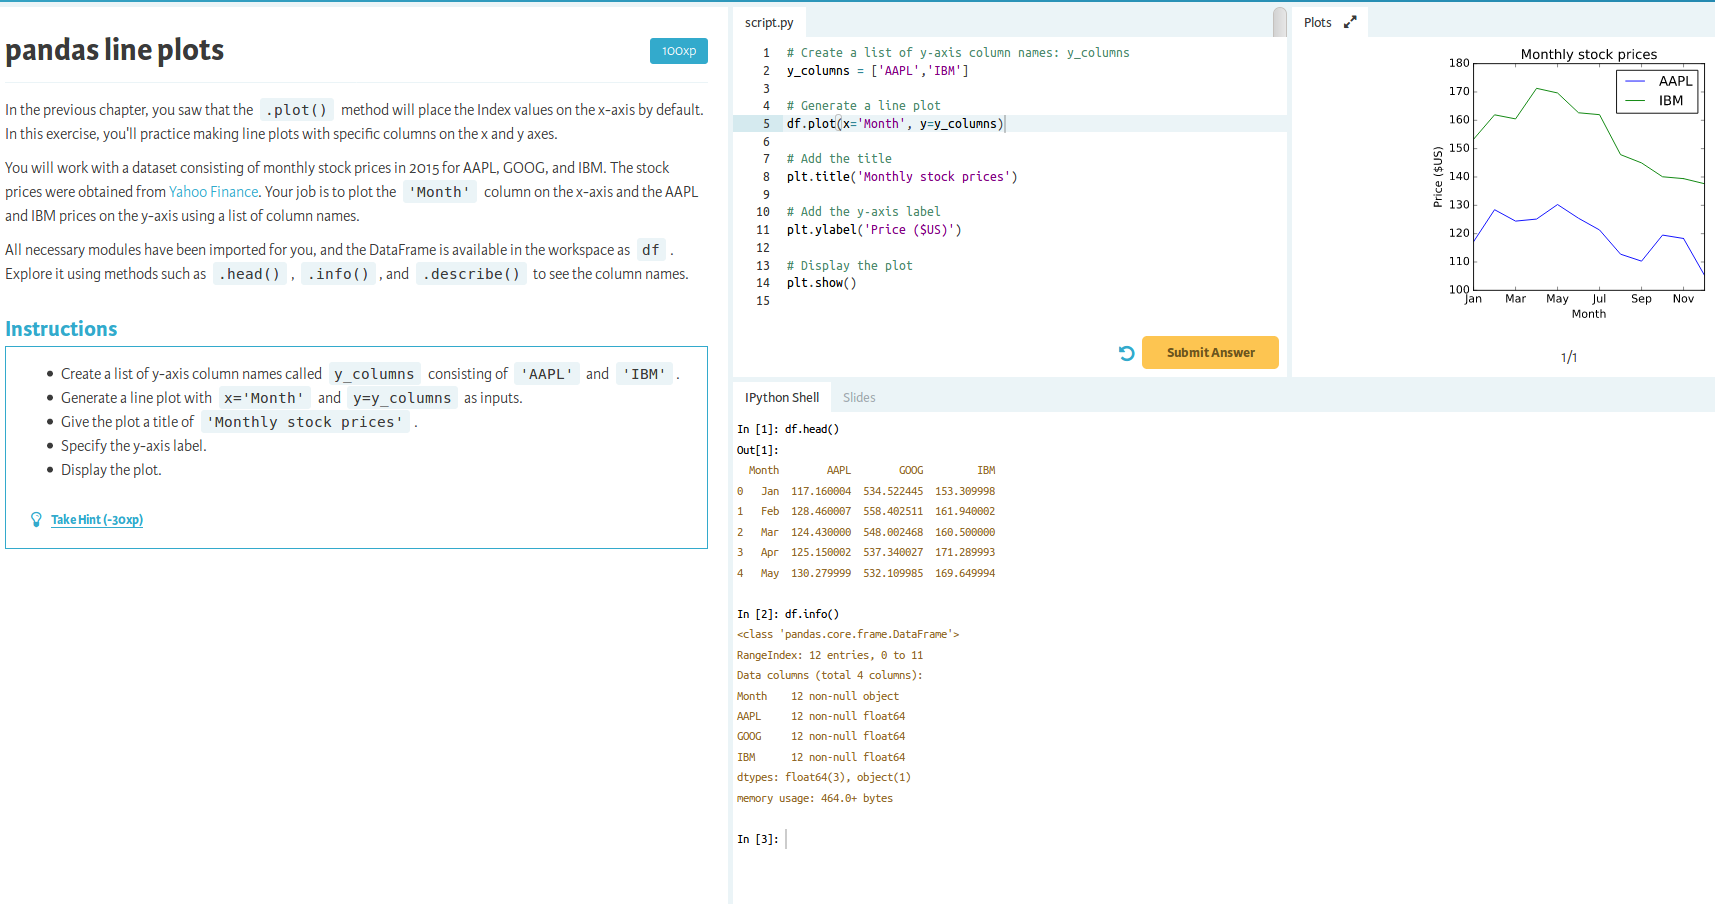 pandas line plots
100xp
In the previous chapter, you saw that the .plot() method will place the Index values on the x-axis by default.
In this exercise, you'll practice making line plots with specific columns on the x and y axes.
You will work with a dataset consisting of monthly stock prices in 2015 for AAPL, GOOG, and IBM. The stock
prices were obtained from Yahoo Finance. Your job is to plot the 'Month' column on the x-axis and the AAPL
and IBM prices on the y-axis using a list of column names.
All necessary modules have been imported for you, and the DataFrame is available in the workspace as df .
Explore it using methods such as .head() , .info() , and .describe() to see the column names.
Instructions
• Create a list of y-axis column names called y_columns consisting of 'AAPL' and 'IBM' .
• Generate a line plot with x='Month' and y=y_columns as inputs.
• Give the plot a title of 'Monthly stock prices' .
• Specify the y-axis label.
• Display the plot.
Take Hint (-30xp)
script.py
1 # Create a list of y-axis column names: y_columns
2 y_columns = ['AAPL','IBM']
3
4 # Generate a line plot
5 df.plot(x='Month', y=y_columns)
6
7 # Add the title
8 plt.title('Monthly stock prices')
9
10 # Add the y-axis label
11 plt.ylabel('Price ($US)')
12
13 # Display the plot
14 plt.show()
15
Submit Answer
Plots
Monthly stock prices
AAPL
IBM
Price ($US)
180
170
160
150
140
130
120
110
100
Jan Mar May Jul Sep Nov
Month
1/1
IPython Shell Slides
In [1]: df.head()
Out[1]:
Month AAPL GOOG IBM
0 Jan 117.160004 534.522445 153.309998
1 Feb 128.460007 558.402511 161.940002
2 Mar 124.430000 548.002468 160.500000
3 Apr 125.150002 537.340027 171.289993
4 May 130.279999 532.109985 169.649994
In [2]: df.info()
<class 'pandas.core.frame.DataFrame'>
RangeIndex: 12 entries, 0 to 11
Data columns (total 4 columns):
Month 12 non-null object
AAPL 12 non-null float64
GOOG 12 non-null float64
IBM 12 non-null float64
dtypes: float64(3), object(1)
memory usage: 464.0+ bytes
In [3]: